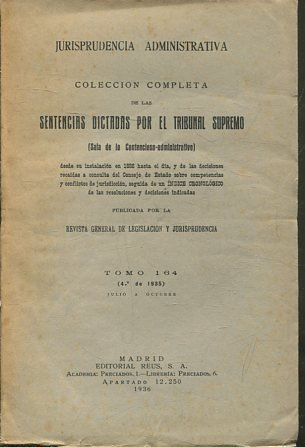 JURISPRUDENCIA ADMINISTRATIVA
COLECCION COMPLETA
DE LAS
SENTENCIAS DICTADAS POR EL TRIBUNAL SUPREMO
(Sala de lo Contencioso-administrativo)
desde su instalación en 1888 hasta el día, y de las decisiones
recaídas a consulta del Consejo de Estado sobre competencias
y conflictos de jurisdicción, seguida de un ÍNDICE CRONOLÓGICO
de las resoluciones y decisiones indicadas
PUBLICADA POR LA
REVISTA GENERAL DE LEGISLACION Y JURISPRUDENCIA
TOMO 164
(4.º de 1935)
JULIO A OCTUBRE
MADRID
EDITORIAL REUS, S. A.
ACADEMIA: PRECIADOS, 1.—LIBRERÍA: PRECIADOS, 6.
APARTADO 12.250
1936